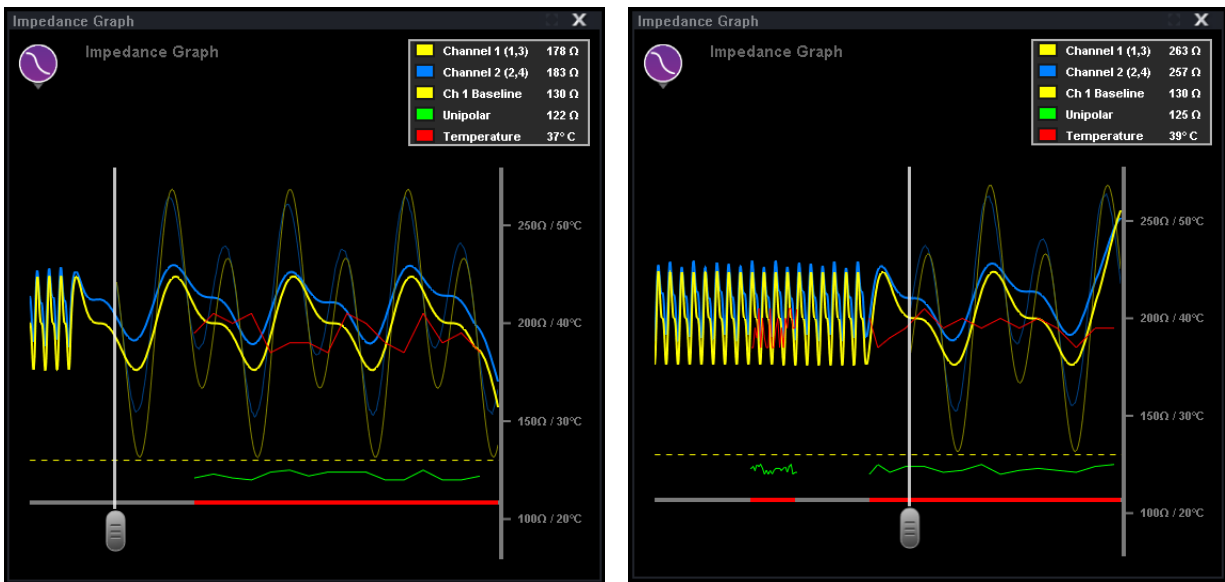 Impedance Graph X
Impedance Graph
Channel 1 (1,3) 178 Ω
Channel 2 (2,4) 183 Ω
Ch 1 Baseline 130 Ω
Unipolar 122 Ω
Temperature 37° C
250Ω / 50°C
200Ω / 40°C
150Ω / 30°C
100Ω / 20°C
Impedance Graph X
Impedance Graph
Channel 1 (1,3) 263 Ω
Channel 2 (2,4) 257 Ω
Ch 1 Baseline 130 Ω
Unipolar 125 Ω
Temperature 39° C
250Ω / 50°C
200Ω / 40°C
150Ω / 30°C
100Ω / 20°C